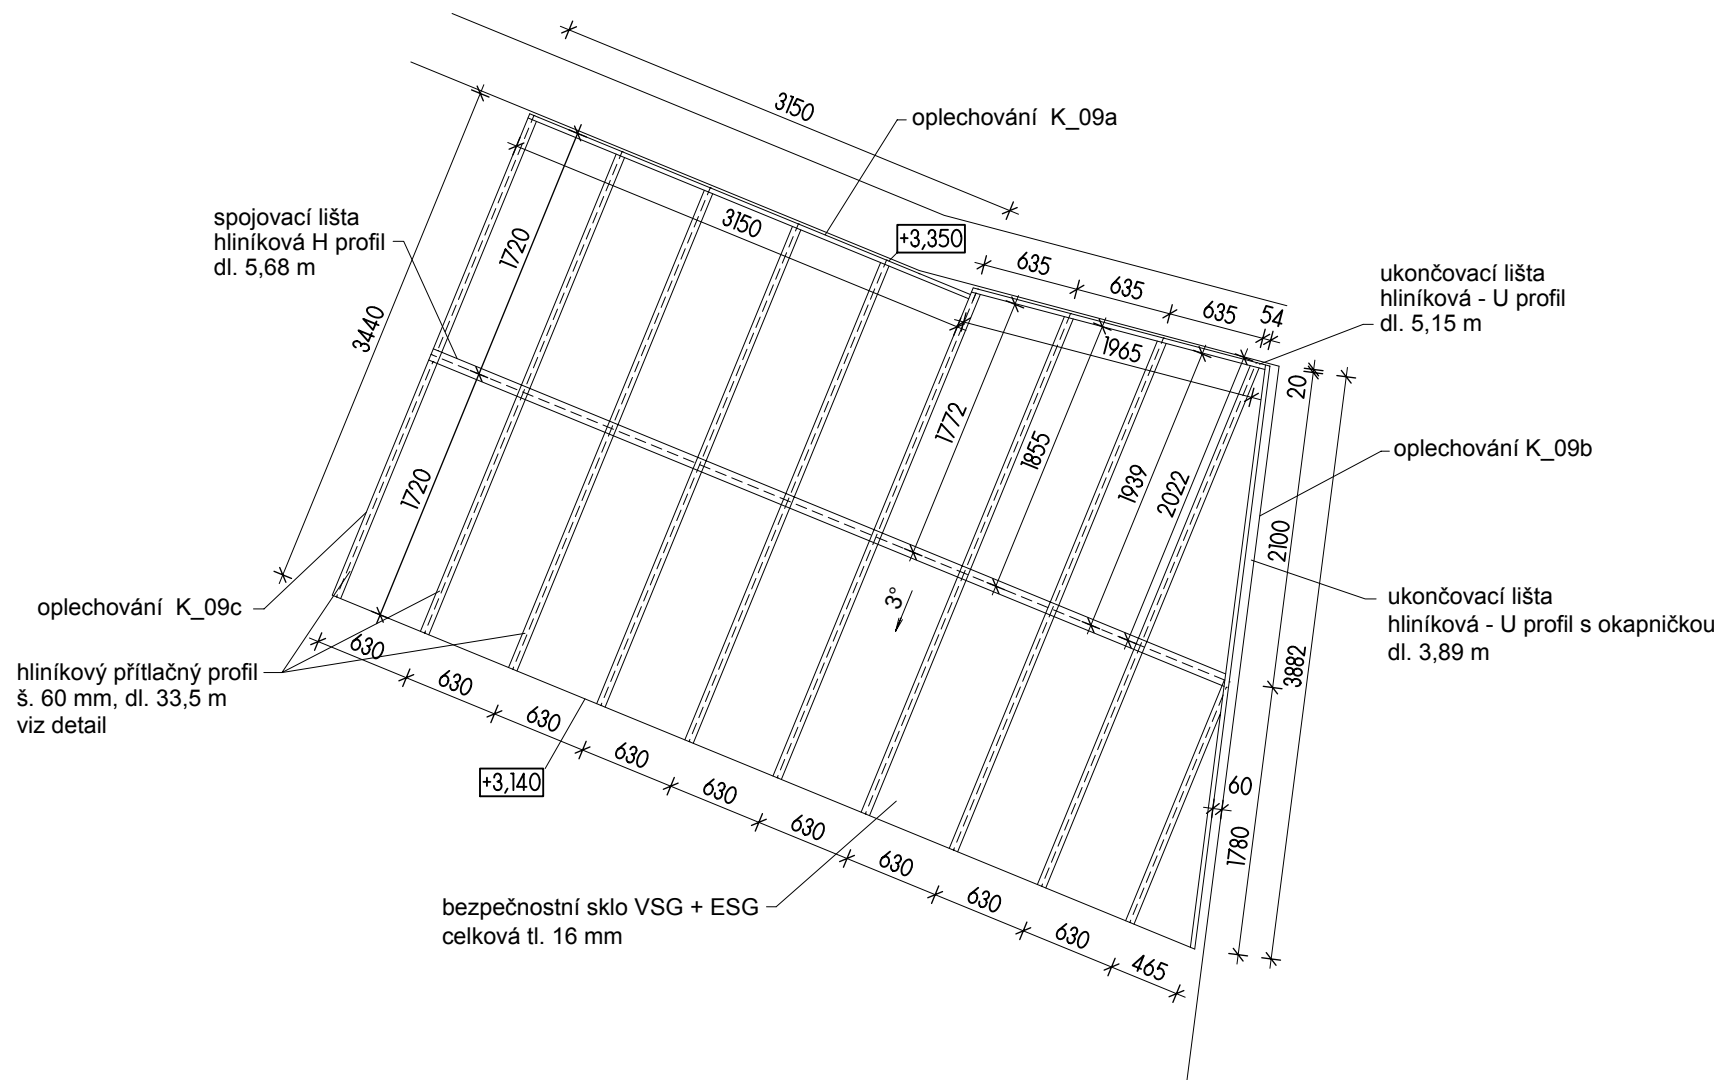 3150
oplechování K_09a
spojovací lišta
hliníková H profil
dl. 5,68 m
1720
3150
+3,350
635
635
635
54
ukončovací lišta
hliníková - U profil
dl. 5,15 m
3440
1965
20
1772
1855
1939
2022
oplechování K_09b
1720
2100
3°
oplechování K_09c
ukončovací lišta
hliníková - U profil s okapničkou
dl. 3,89 m
hliníkový přítlačný profil
š. 60 mm, dl. 33,5 m
viz detail
3882
630
630
630
630
630
630
630
630
630
465
+3,140
60
1780
bezpečnostní sklo VSG + ESG
celková tl. 16 mm